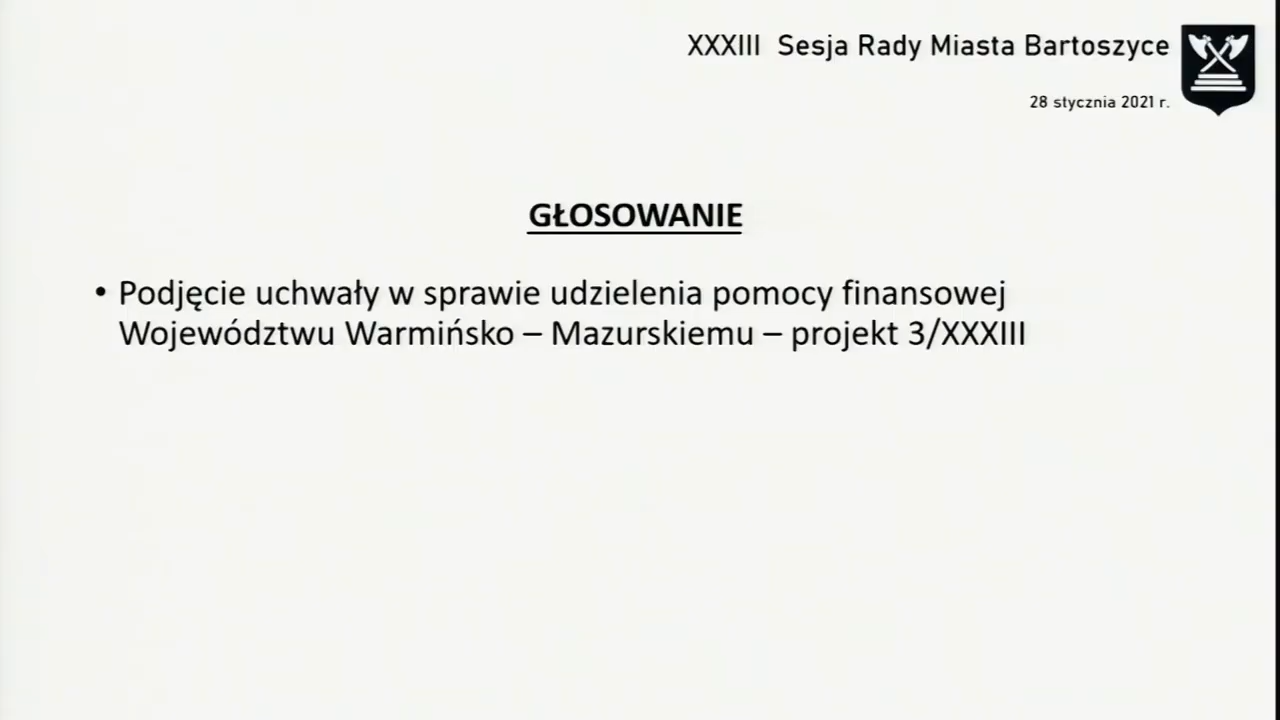 XXXIII Sesja Rady Miasta Bartoszyce
28 stycznia 2021 r.
GŁOSOWANIE
• Podjęcie uchwały w sprawie udzielenia pomocy finansowej
Województwu Warmińsko – Mazurskiemu – projekt 3/XXXIII